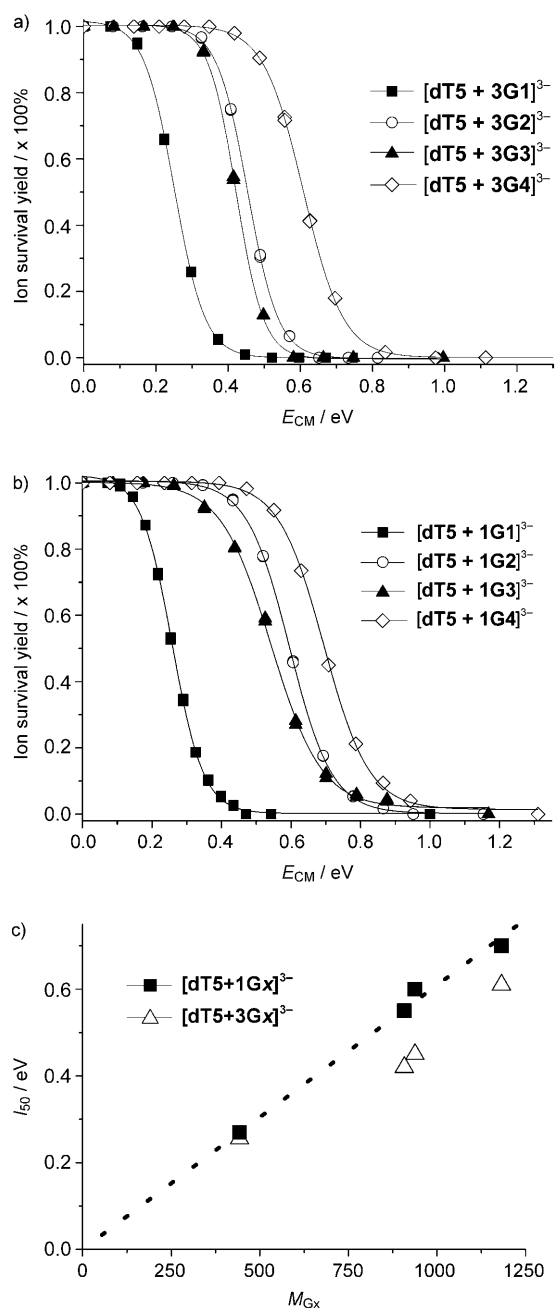 a)
1.0
0.8
0.6
0.4
0.2
0.0
Ion survival yield / x 100%
[dT5 + 3G1]³⁻
[dT5 + 3G2]³⁻
[dT5 + 3G3]³⁻
[dT5 + 3G4]³⁻
0.0 0.2 0.4 0.6 0.8 1.0 1.2
E_CM / eV
b)
1.0
0.8
0.6
0.4
0.2
0.0
Ion survival yield / x 100%
[dT5 + 1G1]³⁻
[dT5 + 1G2]³⁻
[dT5 + 1G3]³⁻
[dT5 + 1G4]³⁻
0.0 0.2 0.4 0.6 0.8 1.0 1.2
E_CM / eV
c)
0.6
0.4
0.2
0.0
I₅₀ / eV
[dT5+1Gx]³⁻
[dT5+3Gx]³⁻
0 250 500 750 1000 1250
M_Gx